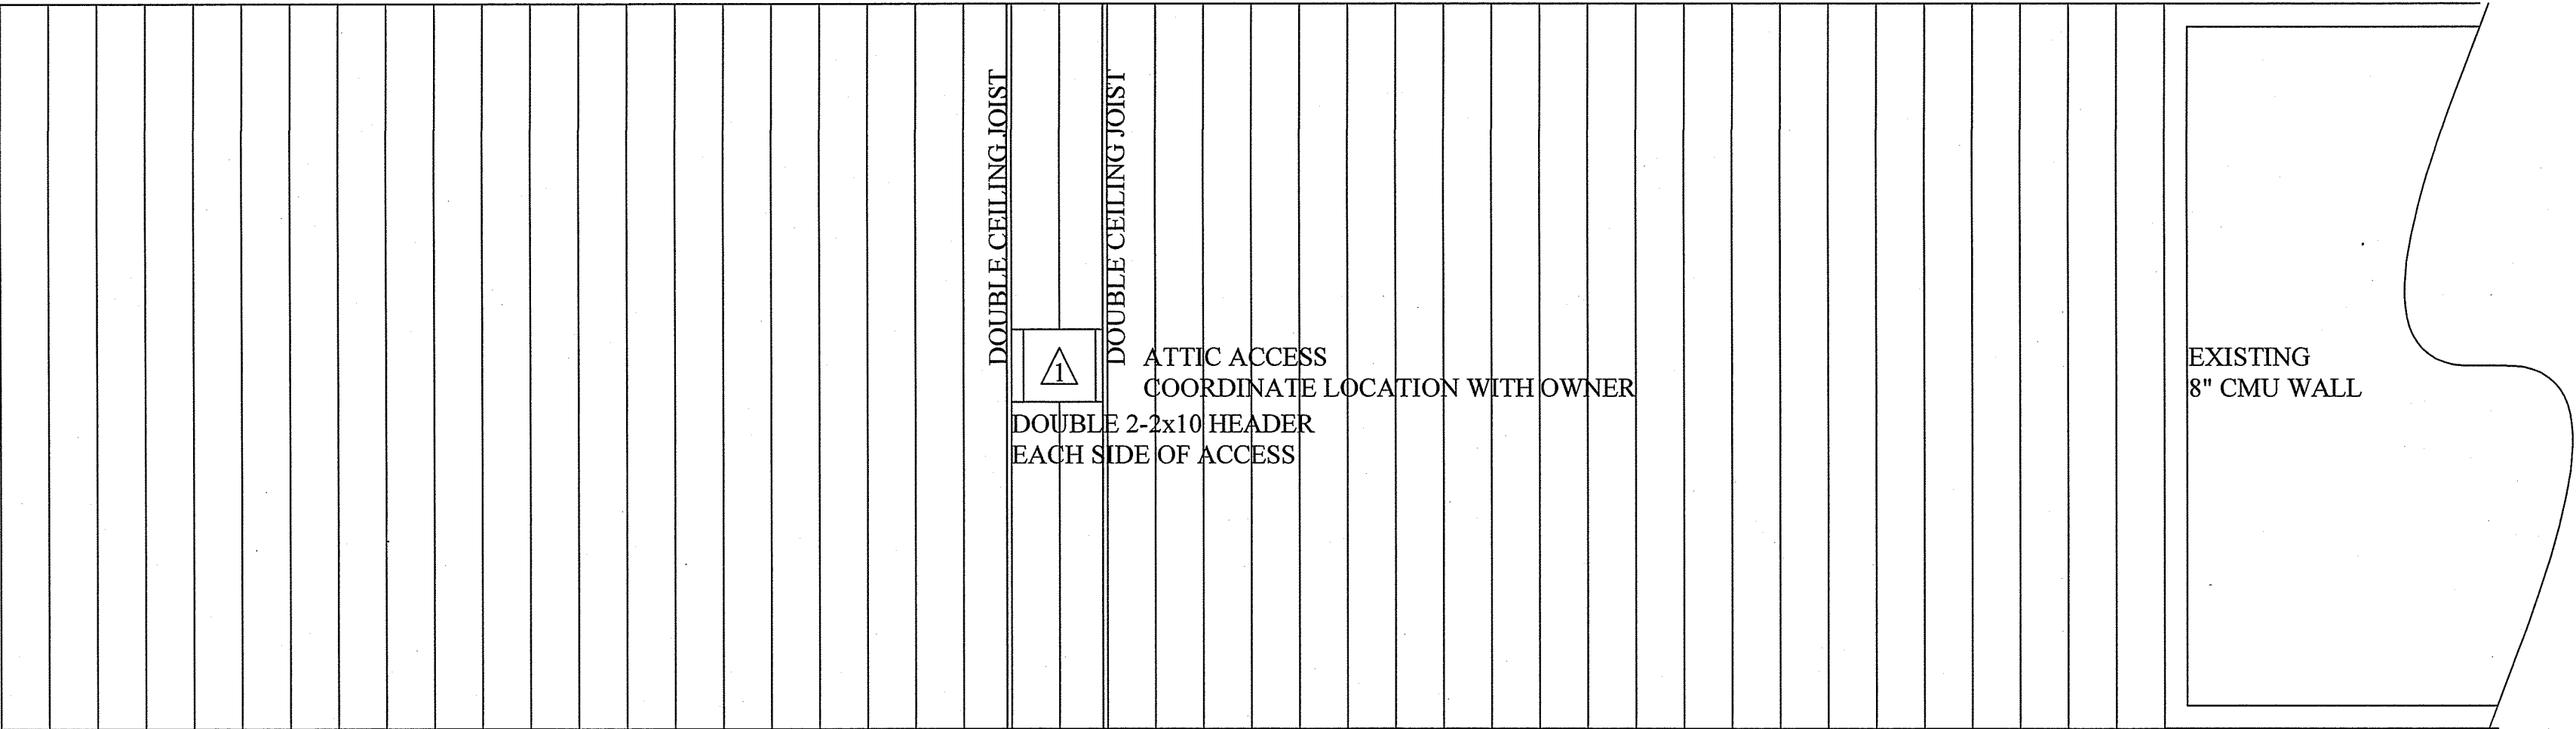 DOUBLE CEILING JOIST
DOUBLE CEILING JOIST
1
ATTIC ACCESS
COORDINATE LOCATION WITH OWNER
DOUBLE 2-2x10 HEADER
EACH SIDE OF ACCESS
EXISTING
8" CMU WALL